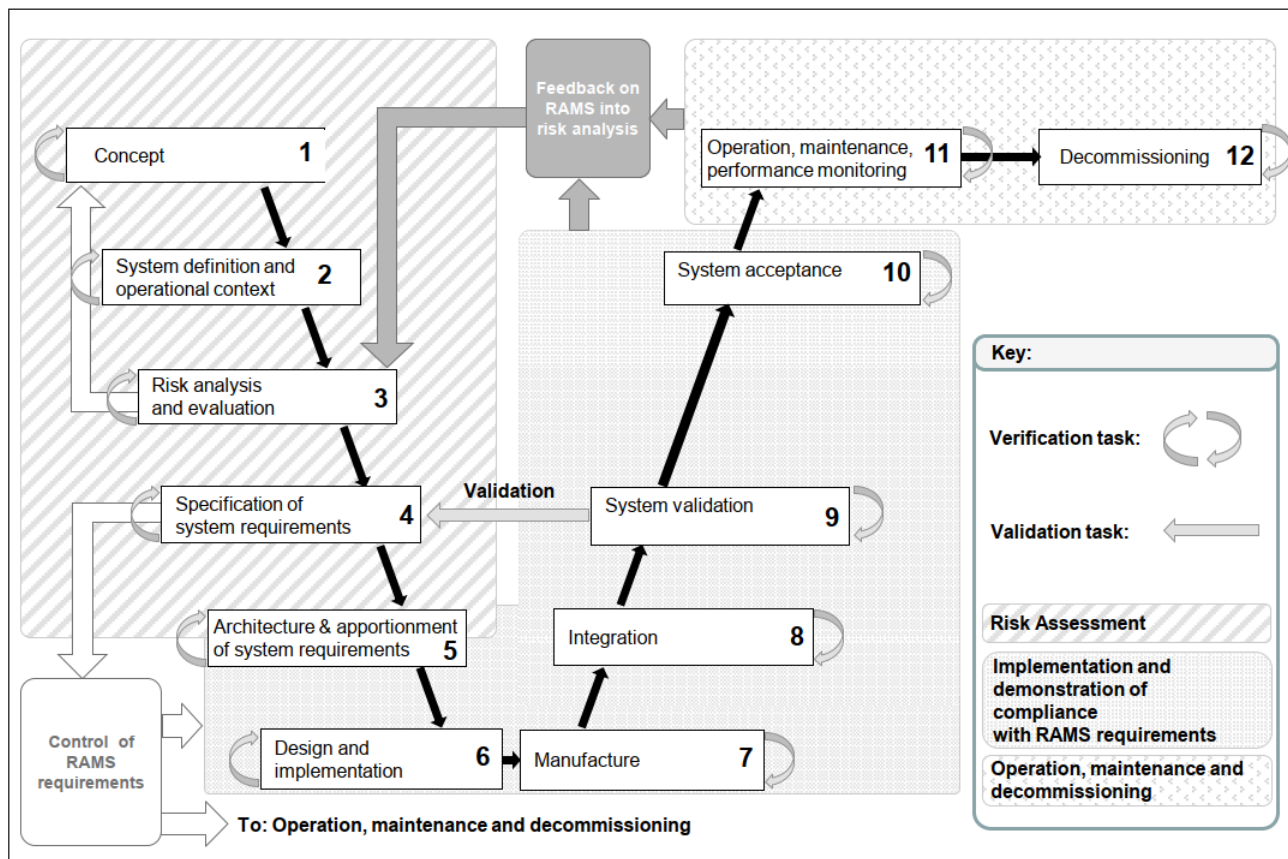 Feedback on
RAMS into
risk analysis
Concept
1
Operation, maintenance,
performance monitoring
11
Decommissioning
12
System definition and
operational context
2
System acceptance
10
Risk analysis
and evaluation
3
Specification of
system requirements
4
Validation
System validation
9
Architecture & apportionment
of system requirements
5
Integration
8
Design and
implementation
6
Manufacture
7
Control of
RAMS
requirements
To: Operation, maintenance and decommissioning
Key:
Verification task:
Validation task:
Risk Assessment
Implementation and
demonstration of
compliance
with RAMS requirements
Operation, maintenance and
decommissioning